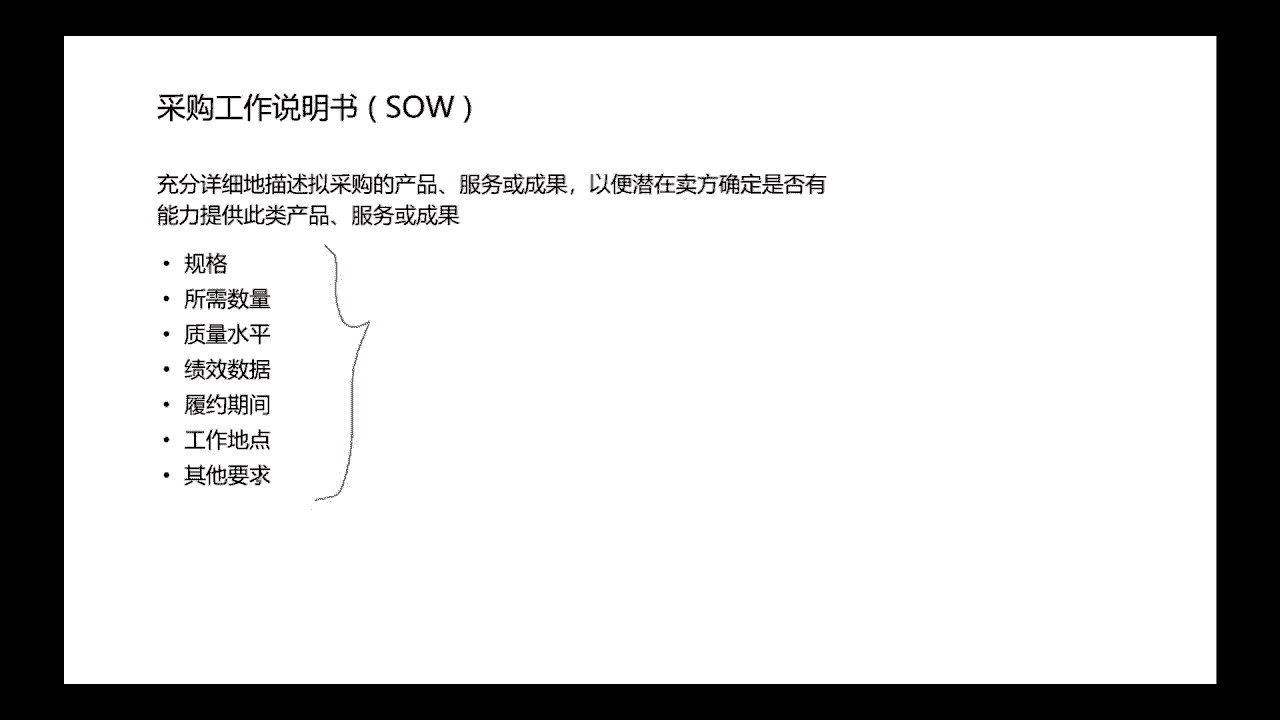 采购工作说明书（SOW）
充分详细地描述拟采购的产品、服务或成果，以便潜在卖方确定是否有
能力提供此类产品、服务或成果
• 规格
• 所需数量
• 质量水平
• 绩效数据
• 履约期间
• 工作地点
• 其他要求